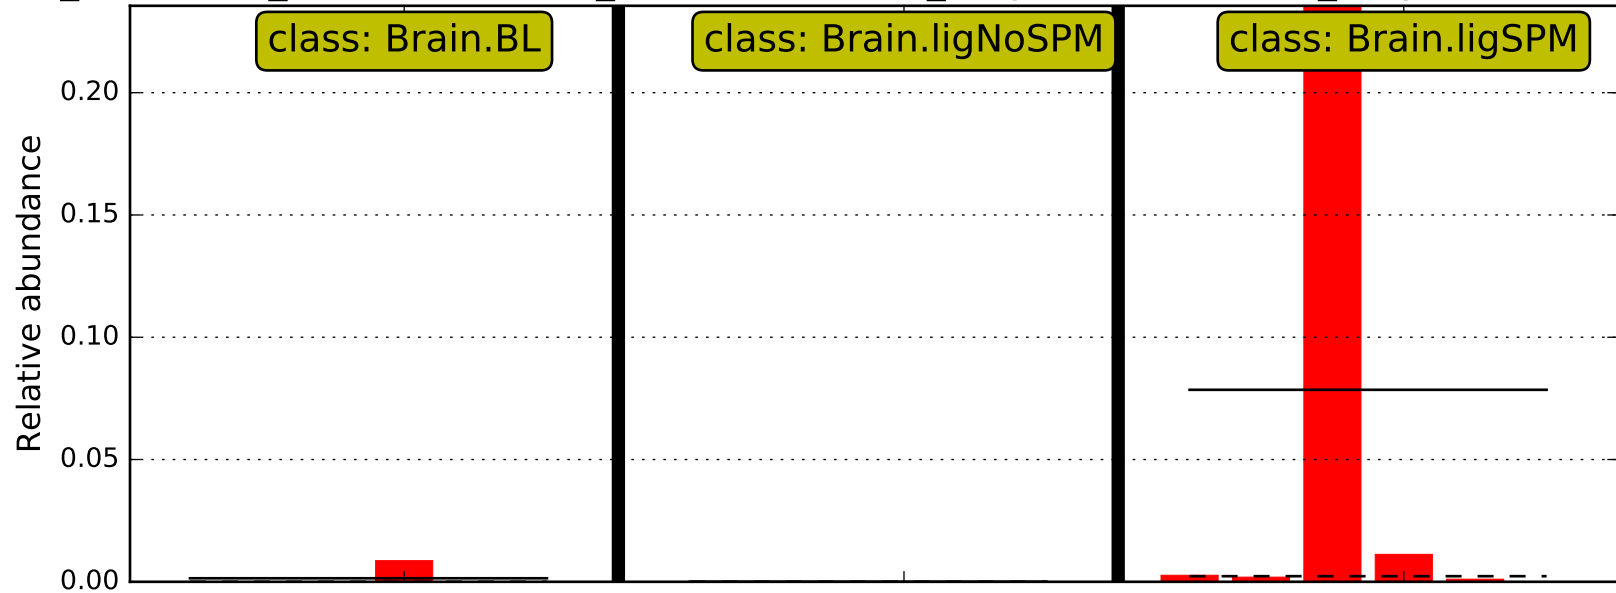 class: Brain.BL
class: Brain.ligNoSPM
class: Brain.ligSPM
Relative abundance
0.20
0.15
0.10
0.05
0.00